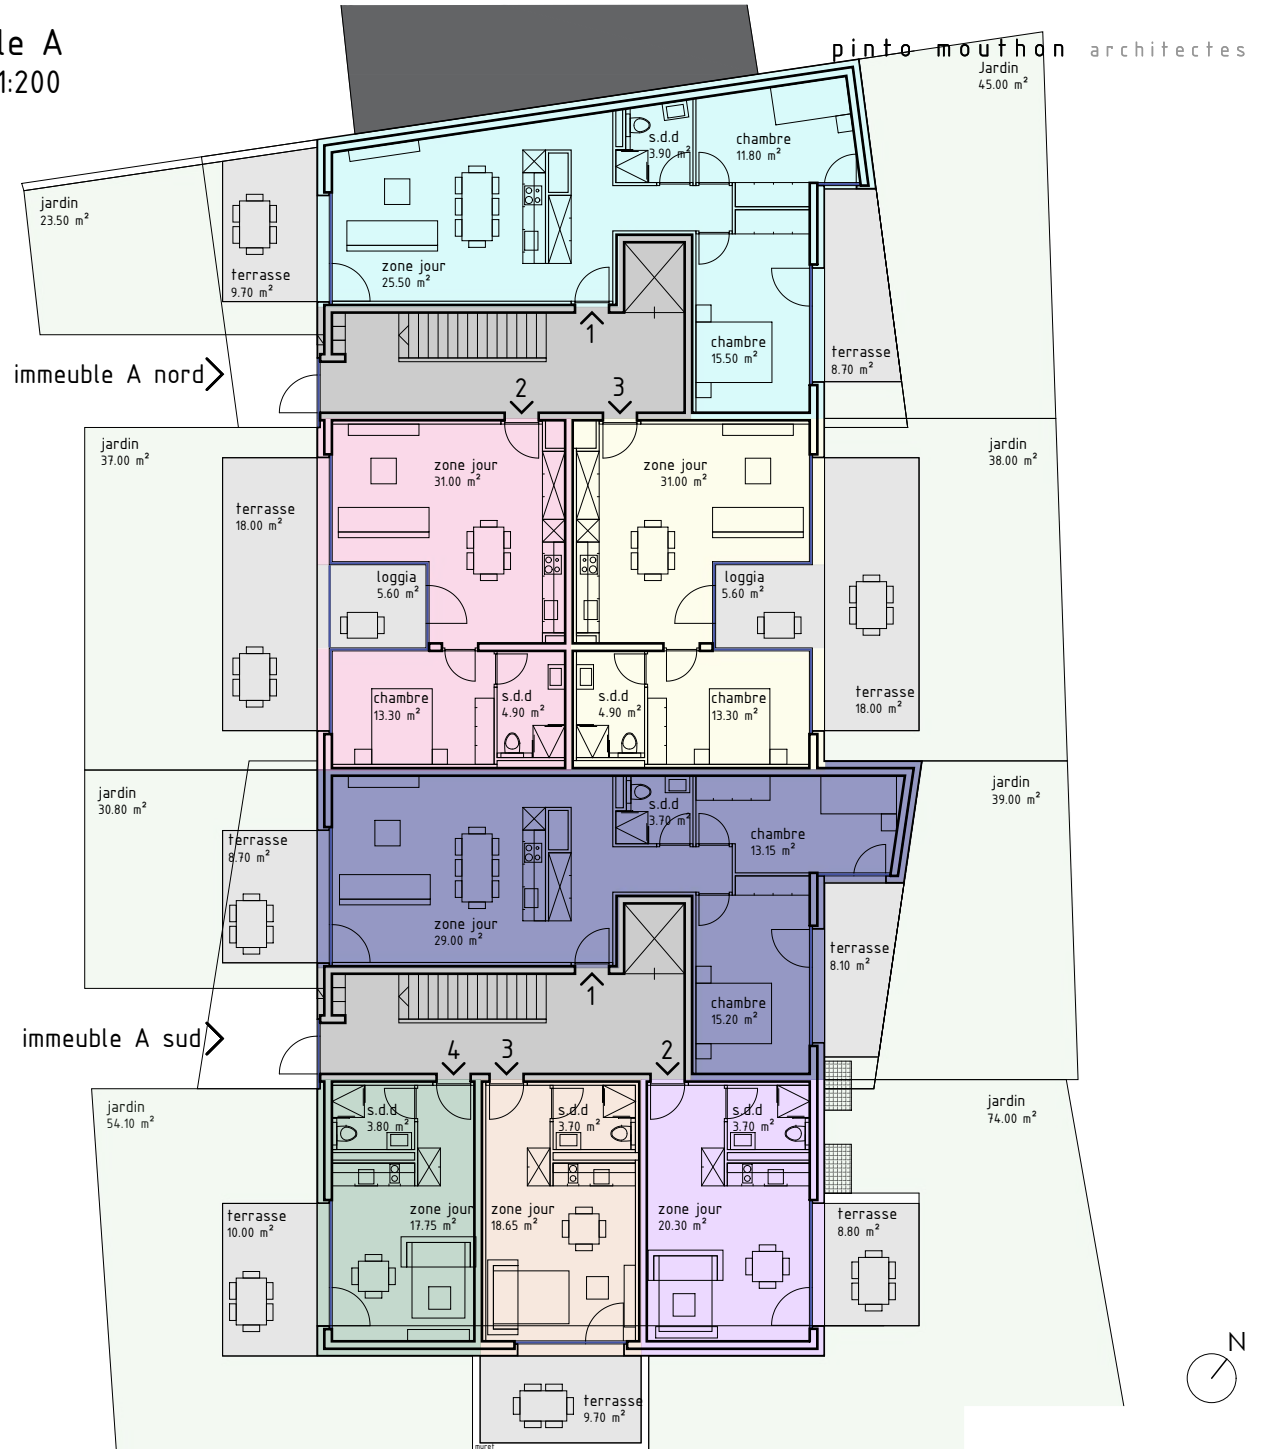 le A
1:200
pinto mouthon architectes
Jardin
45.00 m²
s.d.d
3.90 m²
chambre
11.80 m²
jardin
23.50 m²
terrasse
9.70 m²
zone jour
25.50 m²
1
chambre
15.50 m²
terrasse
8.70 m²
immeuble A nord
2
3
jardin
37.00 m²
zone jour
31.00 m²
zone jour
31.00 m²
jardin
38.00 m²
terrasse
18.00 m²
loggia
5.60 m²
loggia
5.60 m²
chambre
13.30 m²
s.d.d
4.90 m²
s.d.d
4.90 m²
chambre
13.30 m²
terrasse
18.00 m²
jardin
30.80 m²
s.d.d
3.70 m²
jardin
39.00 m²
terrasse
8.70 m²
chambre
13.15 m²
zone jour
29.00 m²
terrasse
8.10 m²
1
chambre
15.20 m²
immeuble A sud
4
3
2
jardin
54.10 m²
s.d.d
3.80 m²
s.d.d
3.70 m²
s.d.d
3.70 m²
jardin
74.00 m²
terrasse
10.00 m²
zone jour
17.75 m²
zone jour
18.65 m²
zone jour
20.30 m²
terrasse
8.80 m²
N
terrasse
9.70 m²
muret